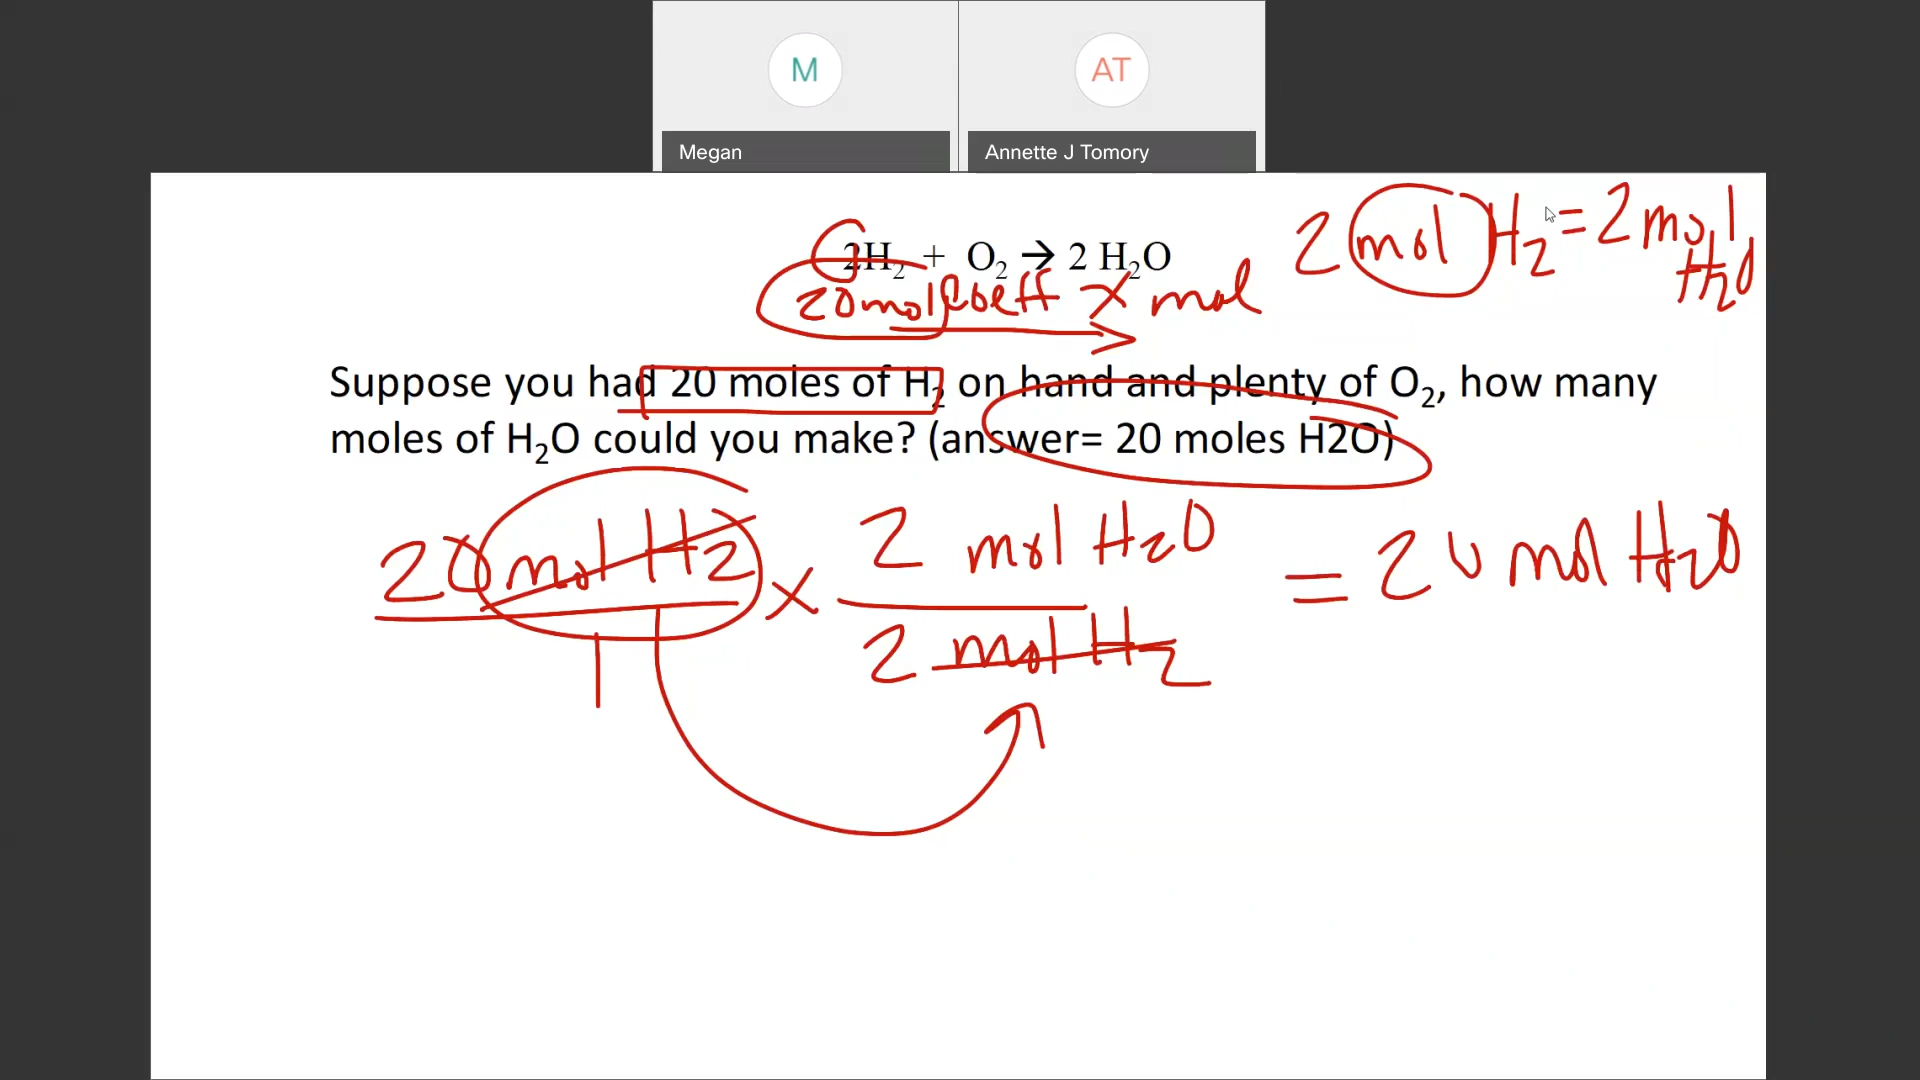 M
AT
Megan
Annette J Tomory
2 mol H₂ = 2 mol H₂O
2H₂ + O₂ → 2 H₂O
20 mol coeff X mol
Suppose you had 20 moles of H₂ on hand and plenty of O₂, how many
moles of H₂O could you make? (answer= 20 moles H2O)
20 mol H2 x 2 mol H2O = 20 mol H2O
1 2 mol H2